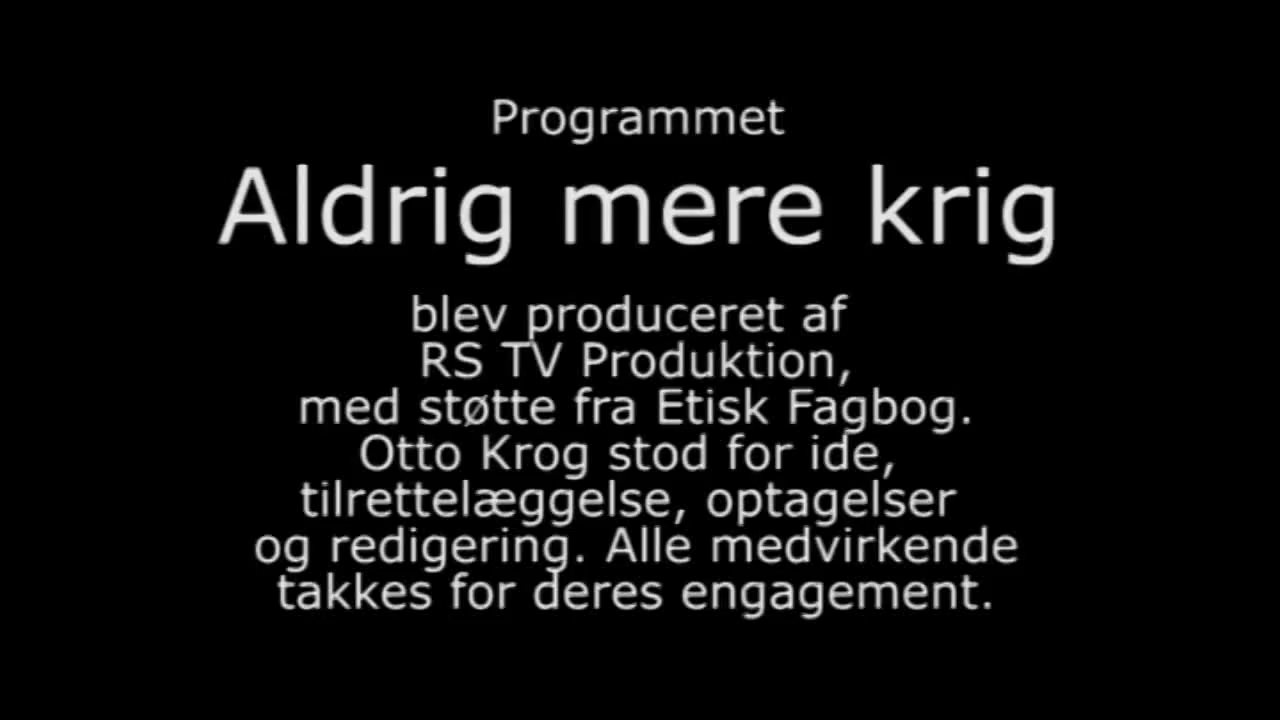 Programmet
Aldrig mere krig
blev produceret af
RS TV Produktion,
med støtte fra Etisk Fagbog.
Otto Krog stod for ide,
tilrettelæggelse, optagelser
og redigering. Alle medvirkende
takkes for deres engagement.